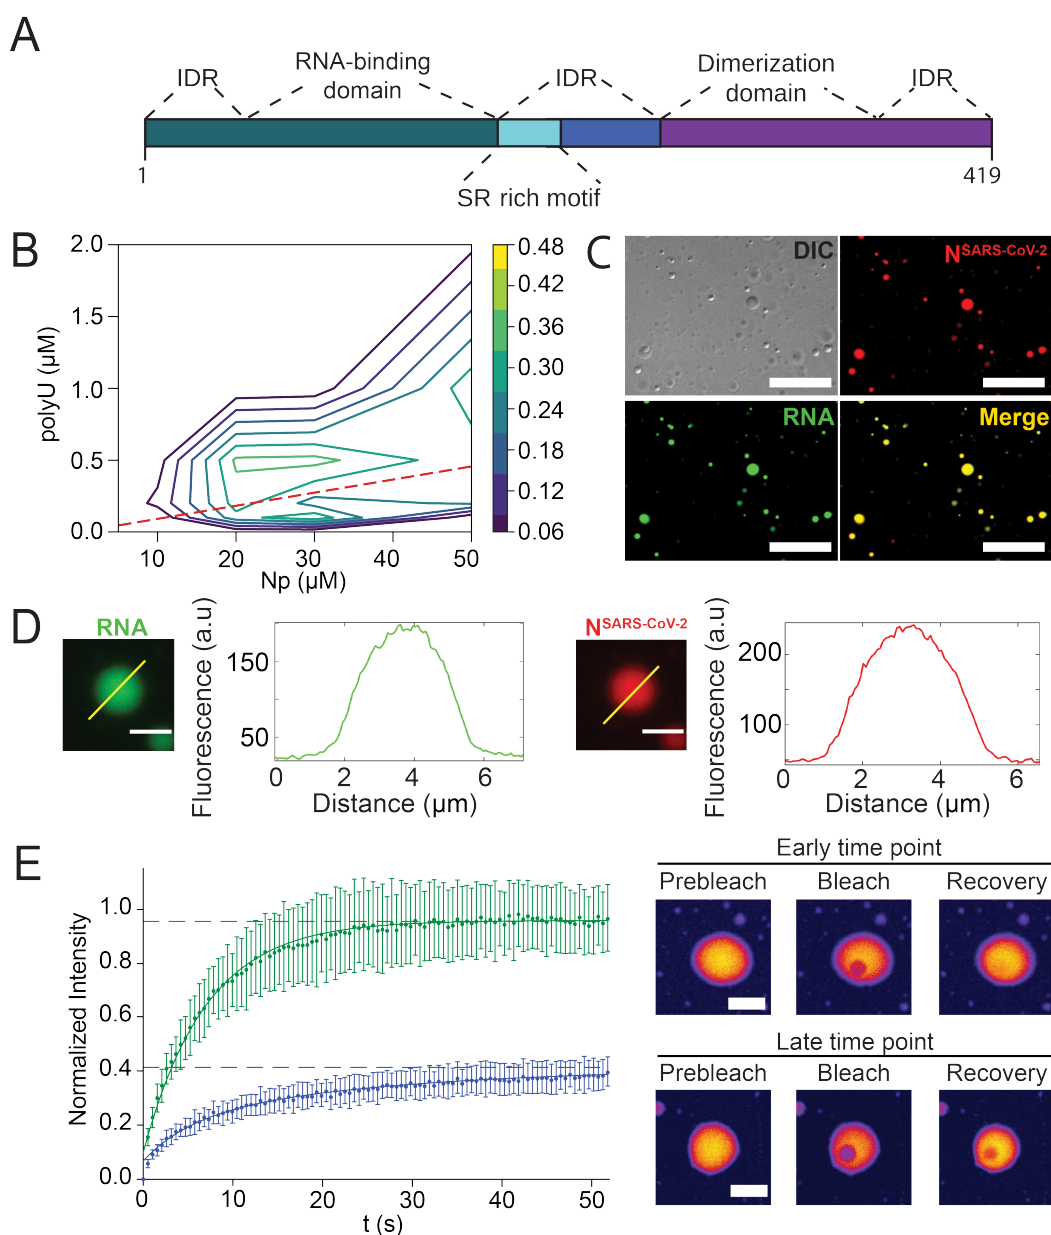 A
IDR
RNA-binding
domain
IDR
Dimerization
domain
IDR
1
419
SR rich motif
B
polyU (µM)
2.0
1.5
1.0
0.5
0.0
10
20
30
40
50
Np (µM)
0.48
0.42
0.36
0.30
0.24
0.18
0.12
0.06
C
DIC
NSARS-CoV-2
RNA
Merge
D
RNA
Fluorescence (a.u)
150
50
0
2
4
6
Distance (µm)
NSARS-CoV-2
Fluorescence (a.u)
200
100
0
2
4
6
Distance (µm)
E
Normalized Intensity
1.0
0.8
0.6
0.4
0.2
0.0
0
10
20
30
40
50
t (s)
Early time point
Prebleach
Bleach
Recovery
Late time point
Prebleach
Bleach
Recovery